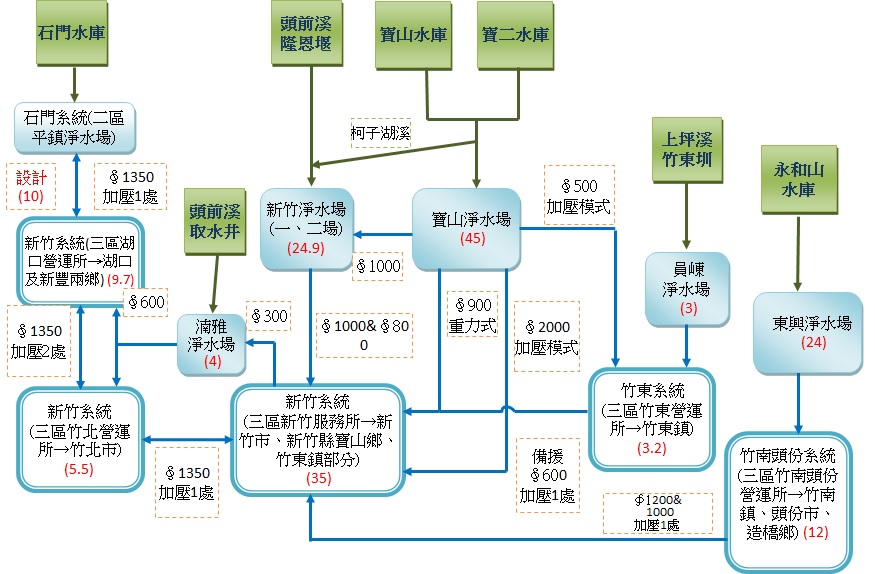 石門水庫
頭前溪
隆恩堰
寶山水庫
寶二水庫
石門系統(二區
平鎮淨水場)
柯子湖溪
上坪溪
竹東圳
永和山
水庫
設計
(10)
§1350
加壓1處
頭前溪
取水井
新竹淨水場
(一、二場)
(24.9)
寶山淨水場
(45)
§500
加壓模式
新竹系統(三區湖
口營運所→湖口
及新豐兩鄉)(9.7)
§1000
員崠
淨水場
(3)
§600
§1350
加壓2處
湳雅
淨水場
(4)
§300
§1000&§80
0
§900
重力式
§2000
加壓模式
東興淨水場
(24)
新竹系統
(三區竹北營運
所→竹北市)
(5.5)
新竹系統
(三區新竹服務所→新
竹市、新竹縣寶山鄉、
竹東鎮部分)
(35)
竹東系統
(三區竹東營運
所→竹東鎮)
(3.2)
§1350
加壓1處
備援
§600
加壓1處
竹南頭份系統
(三區竹南頭份
營運所→竹南
鎮、頭份市、
造橋鄉)(12)
§1200&
1000
加壓1處